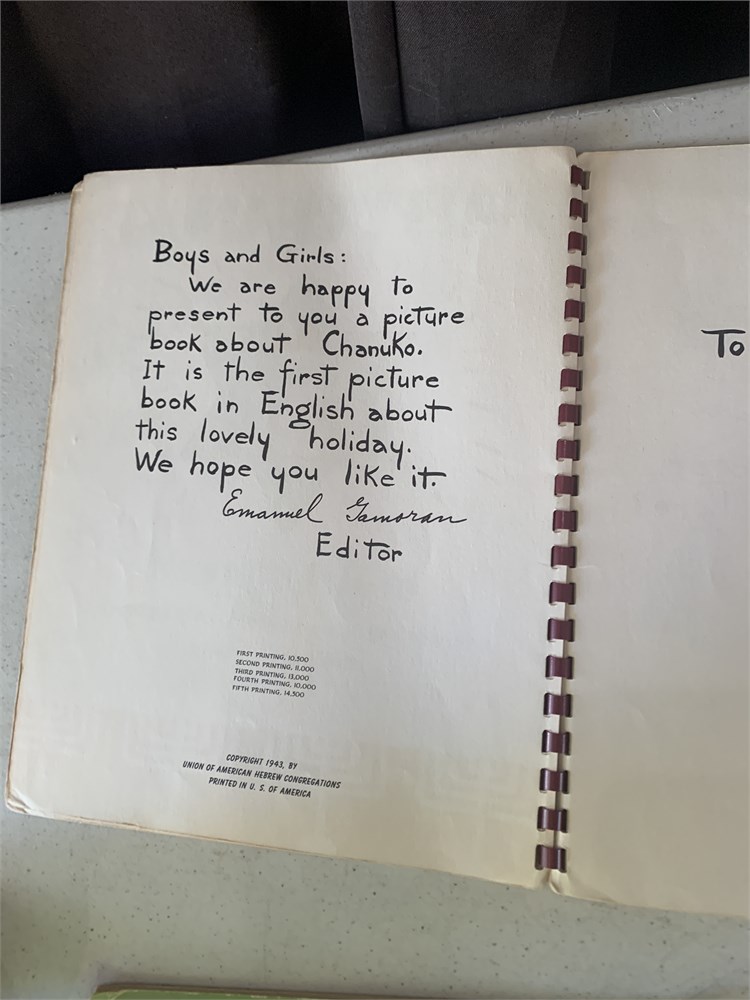 Boys and Girls:
We are happy to
present to you a picture
book about Chanuko.
It is the first picture
book in English about
this lovely holiday.
We hope you like it.
Emanuel Gamoran
Editor
FIRST PRINTING, 10,500
SECOND PRINTING, 11,000
THIRD PRINTING, 13,000
FOURTH PRINTING, 10,000
FIFTH PRINTING, 14,500
COPYRIGHT 1943, BY
UNION OF AMERICAN HEBREW CONGREGATIONS
PRINTED IN U. S. OF AMERICA
To